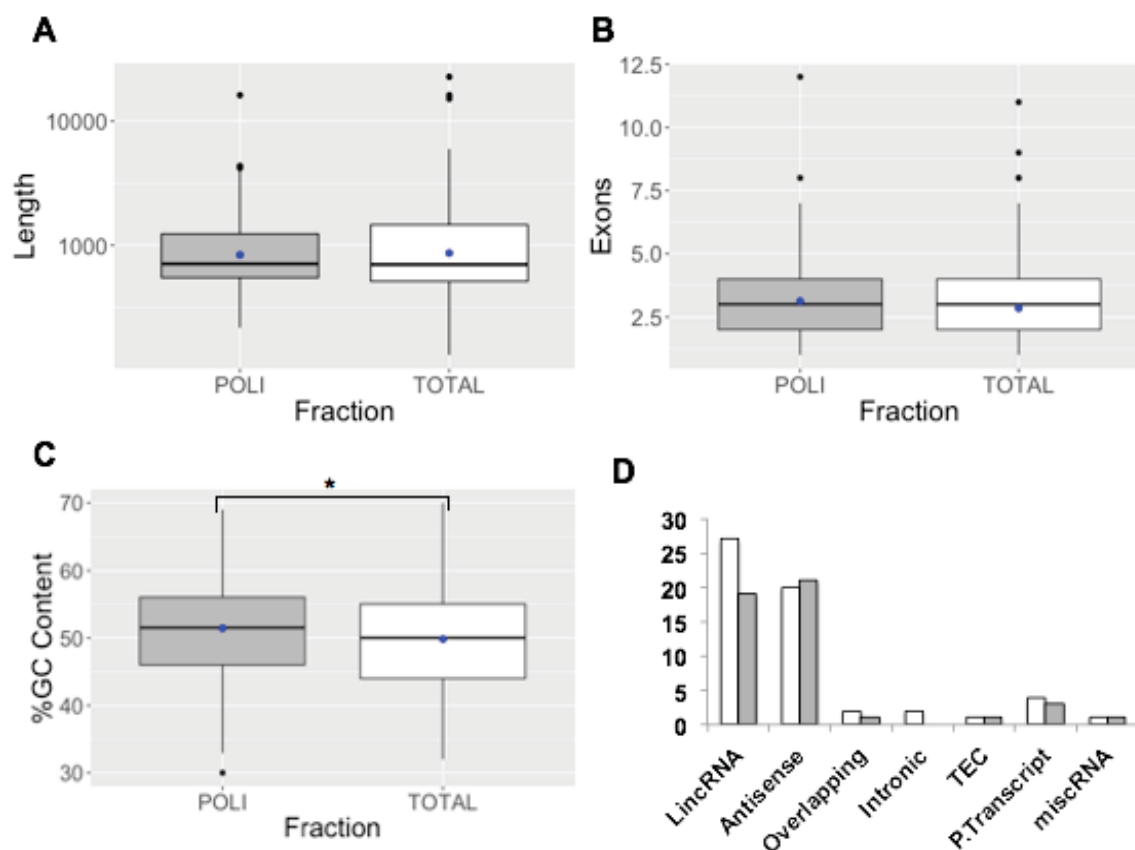 A
10000
1000
Length
POLI TOTAL
Fraction
B
12.5
10.0
7.5
5.0
2.5
Exons
POLI TOTAL
Fraction
C
*
70
60
50
40
30
%GC Content
POLI TOTAL
Fraction
D
30
25
20
15
10
5
0
LincRNA
Antisense
Overlapping
Intronic
TEC
P.Transcript
miscRNA